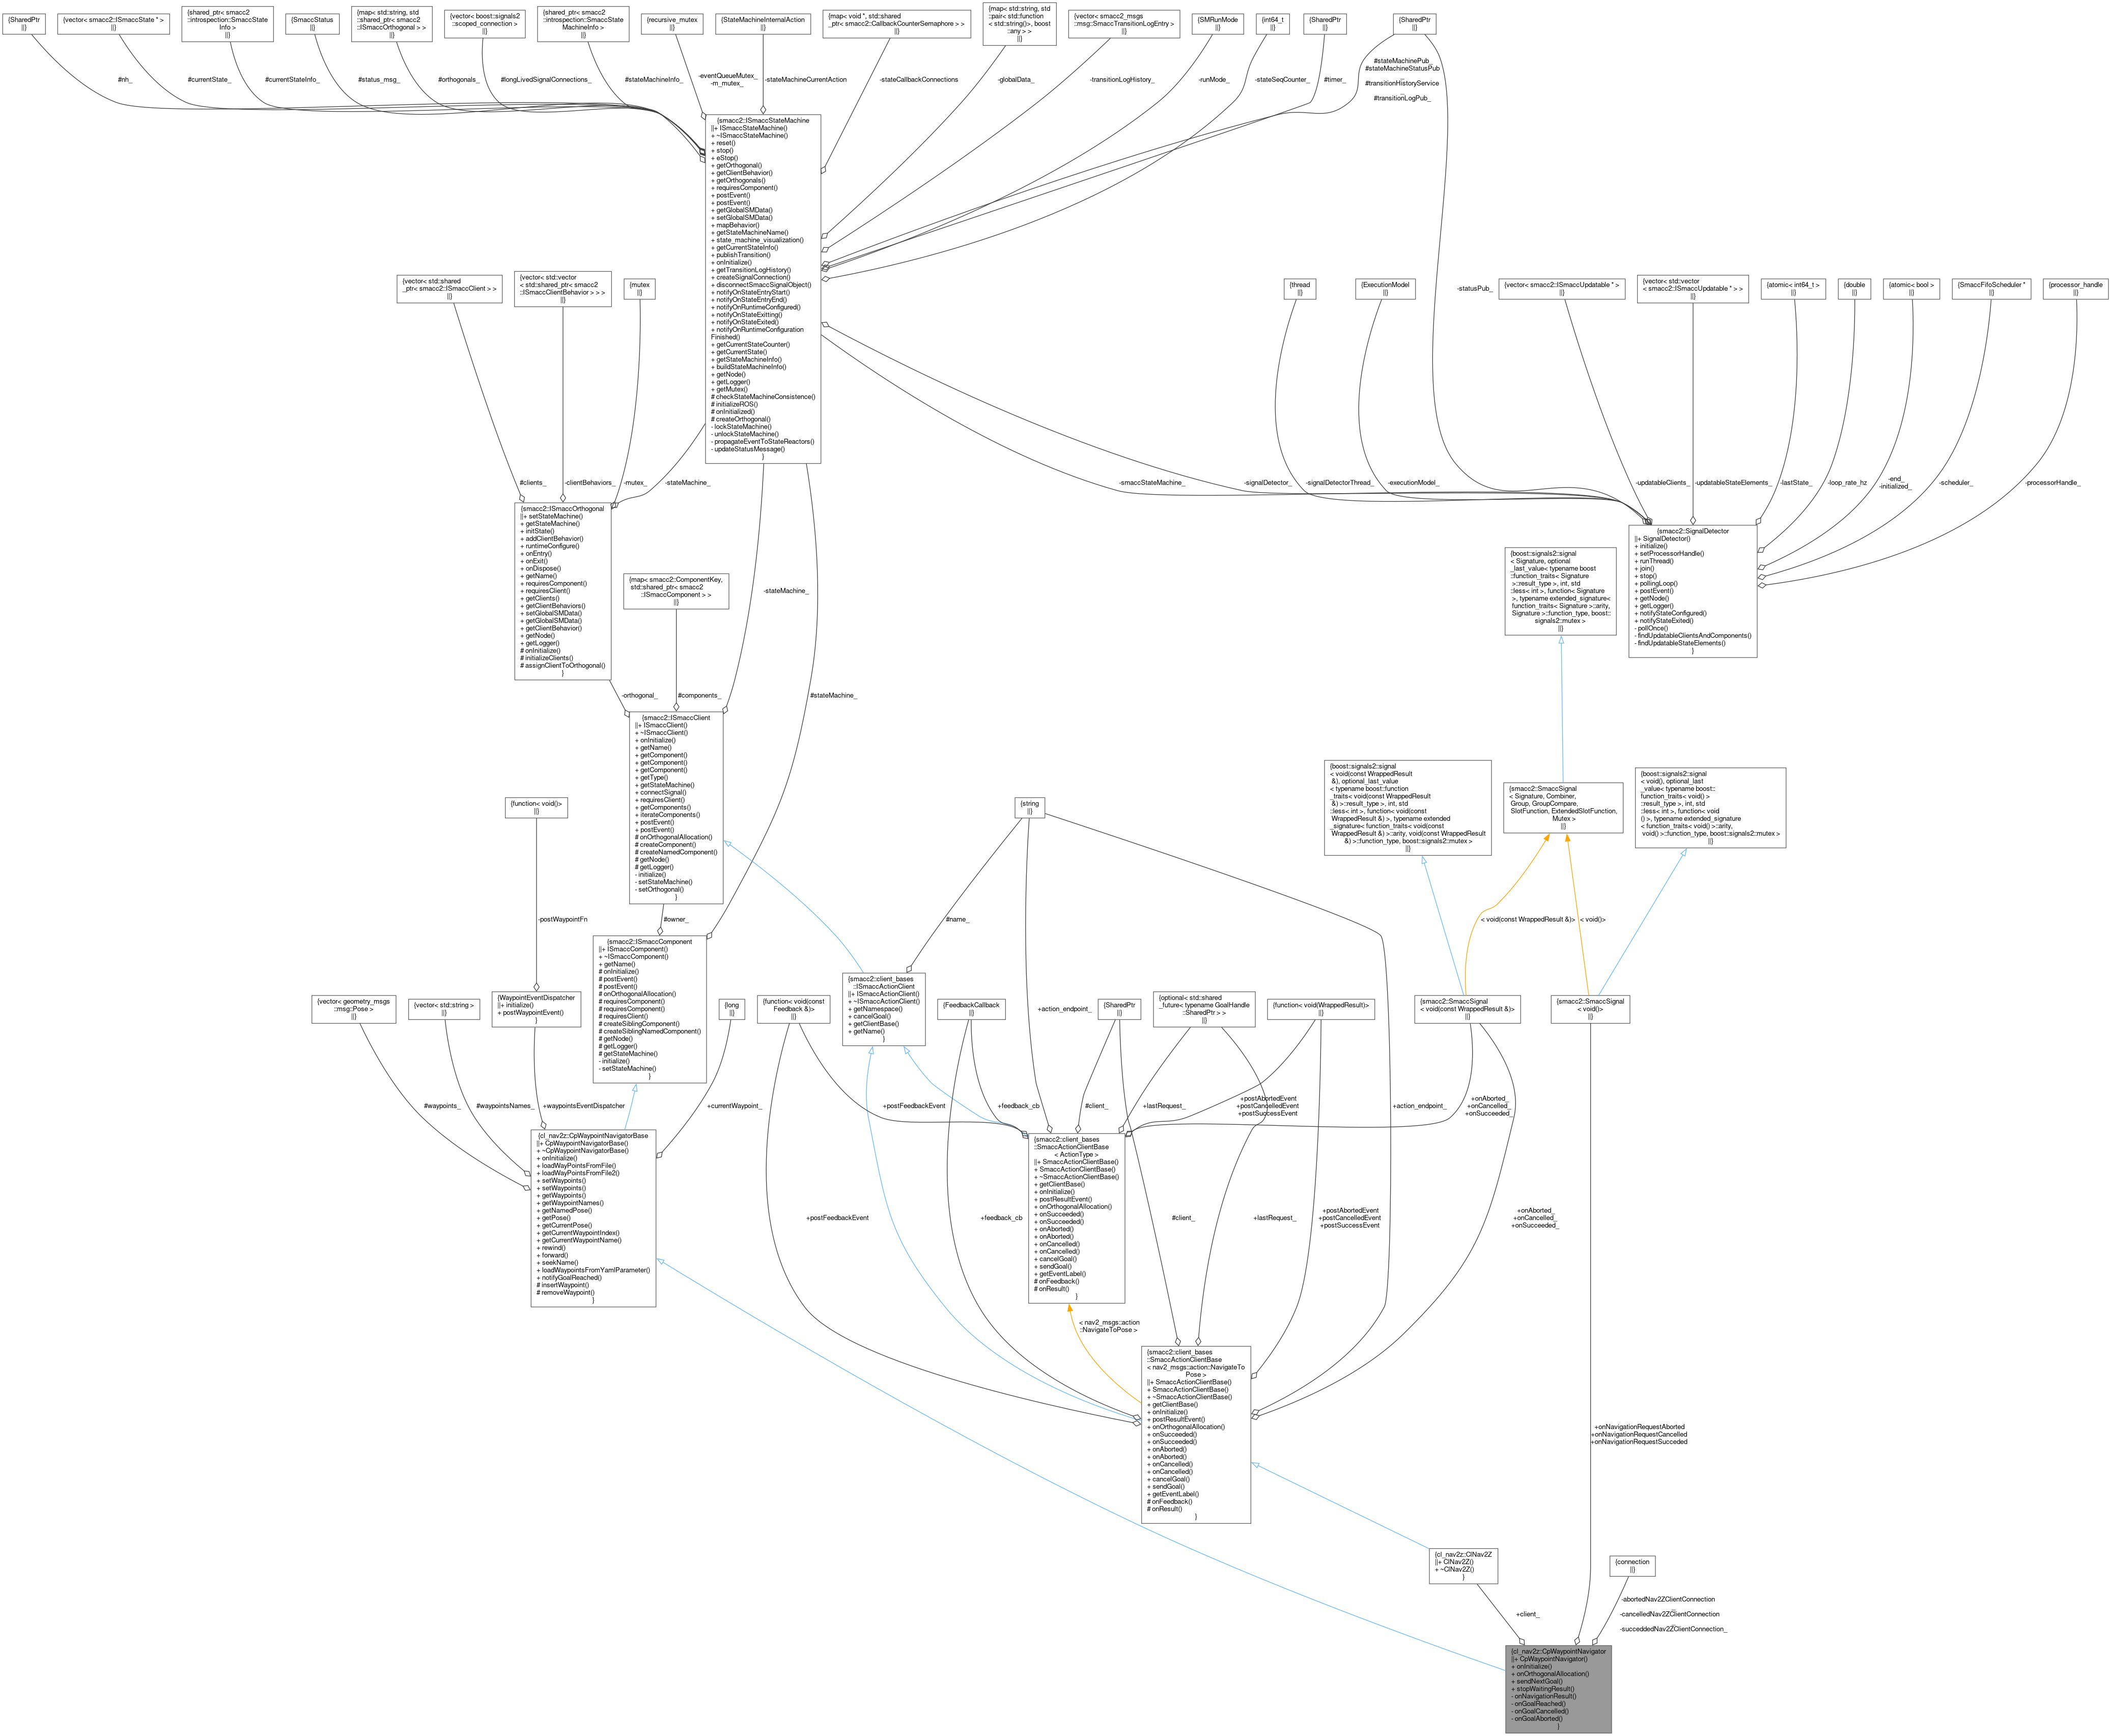 {SharedPtr
||}
{vector< smacc2::ISmaccState * >
||}
{shared_ptr< smacc2
::introspection::SmaccState
Info >
||}
{SmaccStatus
||}
{map< std::string, std
::shared_ptr< smacc2
::ISmaccOrthogonal > >
||}
{vector< boost::signals2
::scoped_connection >
||}
{shared_ptr< smacc2
::introspection::SmaccState
MachineInfo >
||}
{recursive_mutex
||}
{StateMachineInternalAction
||}
{map< void *, std::shared
_ptr< smacc2::CallbackCounterSemaphore > >
||}
{map< std::string, std
::pair< std::function
< std::string()>, boost
::any > >
||}
{vector< smacc2_msgs
::msg::SmaccTransitionLogEntry >
||}
{SMRunMode
||}
{int64_t
||}
{SharedPtr
||}
{SharedPtr
||}
#nh_
#currentState_
#currentStateInfo_
#status_msg_
#orthogonals_
#longLivedSignalConnections_
#stateMachineInfo_
-eventQueueMutex_
-m_mutex_
-stateMachineCurrentAction
-stateCallbackConnections
-globalData_
-transitionLogHistory_
-runMode_
-stateSeqCounter_
#timer_
#stateMachinePub_
#stateMachineStatusPub
_
#transitionHistoryService
_
#transitionLogPub_
{smacc2::ISmaccStateMachine
||+ ISmaccStateMachine()
+ ~ISmaccStateMachine()
+ reset()
+ stop()
+ eStop()
+ getOrthogonal()
+ getClientBehavior()
+ getOrthogonals()
+ requiresComponent()
+ postEvent()
+ postEvent()
+ getGlobalSMData()
+ setGlobalSMData()
+ mapBehavior()
+ getStateMachineName()
+ state_machine_visualization()
+ getCurrentStateInfo()
+ publishTransition()
+ onInitialize()
+ getTransitionLogHistory()
+ createSignalConnection()
+ disconnectSmaccSignalObject()
+ notifyOnStateEntryStart()
+ notifyOnStateEntryEnd()
+ notifyOnRuntimeConfigured()
+ notifyOnStateExitting()
+ notifyOnStateExited()
+ notifyOnRuntimeConfiguration
Finished()
+ getCurrentStateCounter()
+ getCurrentState()
+ getStateMachineInfo()
+ buildStateMachineInfo()
+ getNode()
+ getLogger()
+ getMutex()
# checkStateMachineConsistence()
# initializeROS()
# onInitialized()
# createOrthogonal()
- lockStateMachine()
- unlockStateMachine()
- propagateEventToStateReactors()
- updateStatusMessage()
}
{vector< std::shared
_ptr< smacc2::ISmaccClient > >
||}
{vector< std::vector
< std::shared_ptr< smacc2
::ISmaccClientBehavior > > >
||}
{mutex
||}
{thread
||}
{ExecutionModel
||}
-statusPub_
{vector< smacc2::ISmaccUpdatable * >
||}
{vector< std::vector
< smacc2::ISmaccUpdatable * > >
||}
{atomic< int64_t >
||}
{double
||}
{atomic< bool >
||}
{SmaccFifoScheduler *
||}
{processor_handle
||}
#clients_
-clientBehaviors_
-mutex_
-stateMachine_
-smaccStateMachine_
-signalDetector_
-signalDetectorThread_
-executionModel_
-updatableClients_
-updatableStateElements_
-lastState_
-loop_rate_hz
-end_
-initialized_
-scheduler_
-processorHandle_
{smacc2::ISmaccOrthogonal
||+ setStateMachine()
+ getStateMachine()
+ initState()
+ addClientBehavior()
+ runtimeConfigure()
+ onEntry()
+ onExit()
+ onDispose()
+ getName()
+ requiresComponent()
+ requiresClient()
+ getClients()
+ getClientBehaviors()
+ setGlobalSMData()
+ getGlobalSMData()
+ getClientBehavior()
+ getNode()
+ getLogger()
# onInitialize()
# initializeClients()
# assignClientToOrthogonal()
}
{smacc2::SignalDetector
||+ SignalDetector()
+ initialize()
+ setProcessorHandle()
+ runThread()
+ join()
+ stop()
+ pollingLoop()
+ postEvent()
+ getNode()
+ getLogger()
+ notifyStateConfigured()
+ notifyStateExited()
- pollOnce()
- findUpdatableClientsAndComponents()
- findUpdatableStateElements()
}
{boost::signals2::signal
< Signature, optional
_last_value< typename boost
::function_traits< Signature
>::result_type >, int, std
::less< int >, function< Signature
>, typename extended_signature<
function_traits< Signature >::arity,
Signature >::function_type, boost::
signals2::mutex >
||}
{map< smacc2::ComponentKey,
std::shared_ptr< smacc2
::ISmaccComponent > >
||}
-stateMachine_
-orthogonal_
#components_
#stateMachine_
{smacc2::ISmaccClient
||+ ISmaccClient()
+ ~ISmaccClient()
+ onInitialize()
+ getName()
+ getComponent()
+ getComponent()
+ getComponent()
+ getType()
+ getStateMachine()
+ connectSignal()
+ requiresClient()
+ getComponents()
+ iterateComponents()
+ postEvent()
+ postEvent()
# onOrthogonalAllocation()
# createComponent()
# createNamedComponent()
# getNode()
# getLogger()
- initialize()
- setStateMachine()
- setOrthogonal()
}
{boost::signals2::signal
< void(const WrappedResult
&), optional_last_value
< typename boost::function
_traits< void(const WrappedResult
&) >::result_type >, int, std
::less< int >, function< void(const
WrappedResult &) >, typename extended
_signature< function_traits< void(const
WrappedResult &) >::arity, void(const WrappedResult
&) >::function_type, boost::signals2::mutex >
||}
{smacc2::SmaccSignal
< Signature, Combiner,
Group, GroupCompare,
SlotFunction, ExtendedSlotFunction,
Mutex >
||}
{boost::signals2::signal
< void(), optional_last
_value< typename boost::
function_traits< void() >
::result_type >, int, std
::less< int >, function< void
() >, typename extended_signature
< function_traits< void() >::arity,
void() >::function_type, boost::signals2::mutex >
||}
{function< void()>
||}
{string
||}
-postWaypointFn
#owner_
#name_
< void(const WrappedResult &)>
< void()>
{smacc2::ISmaccComponent
||+ ISmaccComponent()
+ ~ISmaccComponent()
+ getName()
# onInitialize()
# postEvent()
# postEvent()
# onOrthogonalAllocation()
# requiresComponent()
# requiresComponent()
# requiresClient()
# createSiblingComponent()
# createSiblingNamedComponent()
# getNode()
# getLogger()
# getStateMachine()
- initialize()
- setStateMachine()
}
{smacc2::client_bases
::ISmaccActionClient
||+ ISmaccActionClient()
+ ~ISmaccActionClient()
+ getNamespace()
+ cancelGoal()
+ getClientBase()
+ getName()
}
{vector< geometry_msgs
::msg::Pose >
||}
{vector< std::string >
||}
{WaypointEventDispatcher
||+ initialize()
+ postWaypointEvent()
}
{long
||}
{function< void(const
Feedback &)>
||}
{FeedbackCallback
||}
+action_endpoint_
{SharedPtr
||}
{optional< std::shared
_future< typename GoalHandle
::SharedPtr > >
||}
{function< void(WrappedResult)>
||}
{smacc2::SmaccSignal
< void(const WrappedResult &)>
||}
{smacc2::SmaccSignal
< void()>
||}
#waypoints_
#waypointsNames_
+waypointsEventDispatcher
+currentWaypoint_
+postFeedbackEvent
+feedback_cb
#client_
+lastRequest_
+postAbortedEvent
+postCancelledEvent
+postSuccessEvent
+action_endpoint_
+onAborted_
+onCancelled_
+onSucceeded_
{cl_nav2z::CpWaypointNavigatorBase
||+ CpWaypointNavigatorBase()
+ ~CpWaypointNavigatorBase()
+ onInitialize()
+ loadWayPointsFromFile()
+ loadWayPointsFromFile2()
+ setWaypoints()
+ setWaypoints()
+ getWaypoints()
+ getWaypointNames()
+ getNamedPose()
+ getPose()
+ getCurrentPose()
+ getCurrentWaypointIndex()
+ getCurrentWaypointName()
+ rewind()
+ forward()
+ seekName()
+ loadWaypointsFromYamlParameter()
+ notifyGoalReached()
# insertWaypoint()
# removeWaypoint()
}
{smacc2::client_bases
::SmaccActionClientBase
< ActionType >
||+ SmaccActionClientBase()
+ SmaccActionClientBase()
+ ~SmaccActionClientBase()
+ getClientBase()
+ onInitialize()
+ postResultEvent()
+ onOrthogonalAllocation()
+ onSucceeded()
+ onSucceeded()
+ onAborted()
+ onAborted()
+ onCancelled()
+ onCancelled()
+ cancelGoal()
+ sendGoal()
+ getEventLabel()
# onFeedback()
# onResult()
}
+postFeedbackEvent
+feedback_cb
#client_
+lastRequest_
+postAbortedEvent
+postCancelledEvent
+postSuccessEvent
+onAborted_
+onCancelled_
+onSucceeded_
< nav2_msgs::action
::NavigateToPose >
{smacc2::client_bases
::SmaccActionClientBase
< nav2_msgs::action::NavigateTo
Pose >
||+ SmaccActionClientBase()
+ SmaccActionClientBase()
+ ~SmaccActionClientBase()
+ getClientBase()
+ onInitialize()
+ postResultEvent()
+ onOrthogonalAllocation()
+ onSucceeded()
+ onSucceeded()
+ onAborted()
+ onAborted()
+ onCancelled()
+ onCancelled()
+ cancelGoal()
+ sendGoal()
+ getEventLabel()
# onFeedback()
# onResult()
}
+onNavigationRequestAborted
+onNavigationRequestCancelled
+onNavigationRequestSucceded
{cl_nav2z::ClNav2Z
||+ ClNav2Z()
+ ~ClNav2Z()
}
{connection
||}
+client_
-abortedNav2ZClientConnection
_
-cancelledNav2ZClientConnection
_
-succeddedNav2ZClientConnection_
{cl_nav2z::CpWaypointNavigator
||+ CpWaypointNavigator()
+ onInitialize()
+ onOrthogonalAllocation()
+ sendNextGoal()
+ stopWaitingResult()
- onNavigationResult()
- onGoalReached()
- onGoalCancelled()
- onGoalAborted()
}